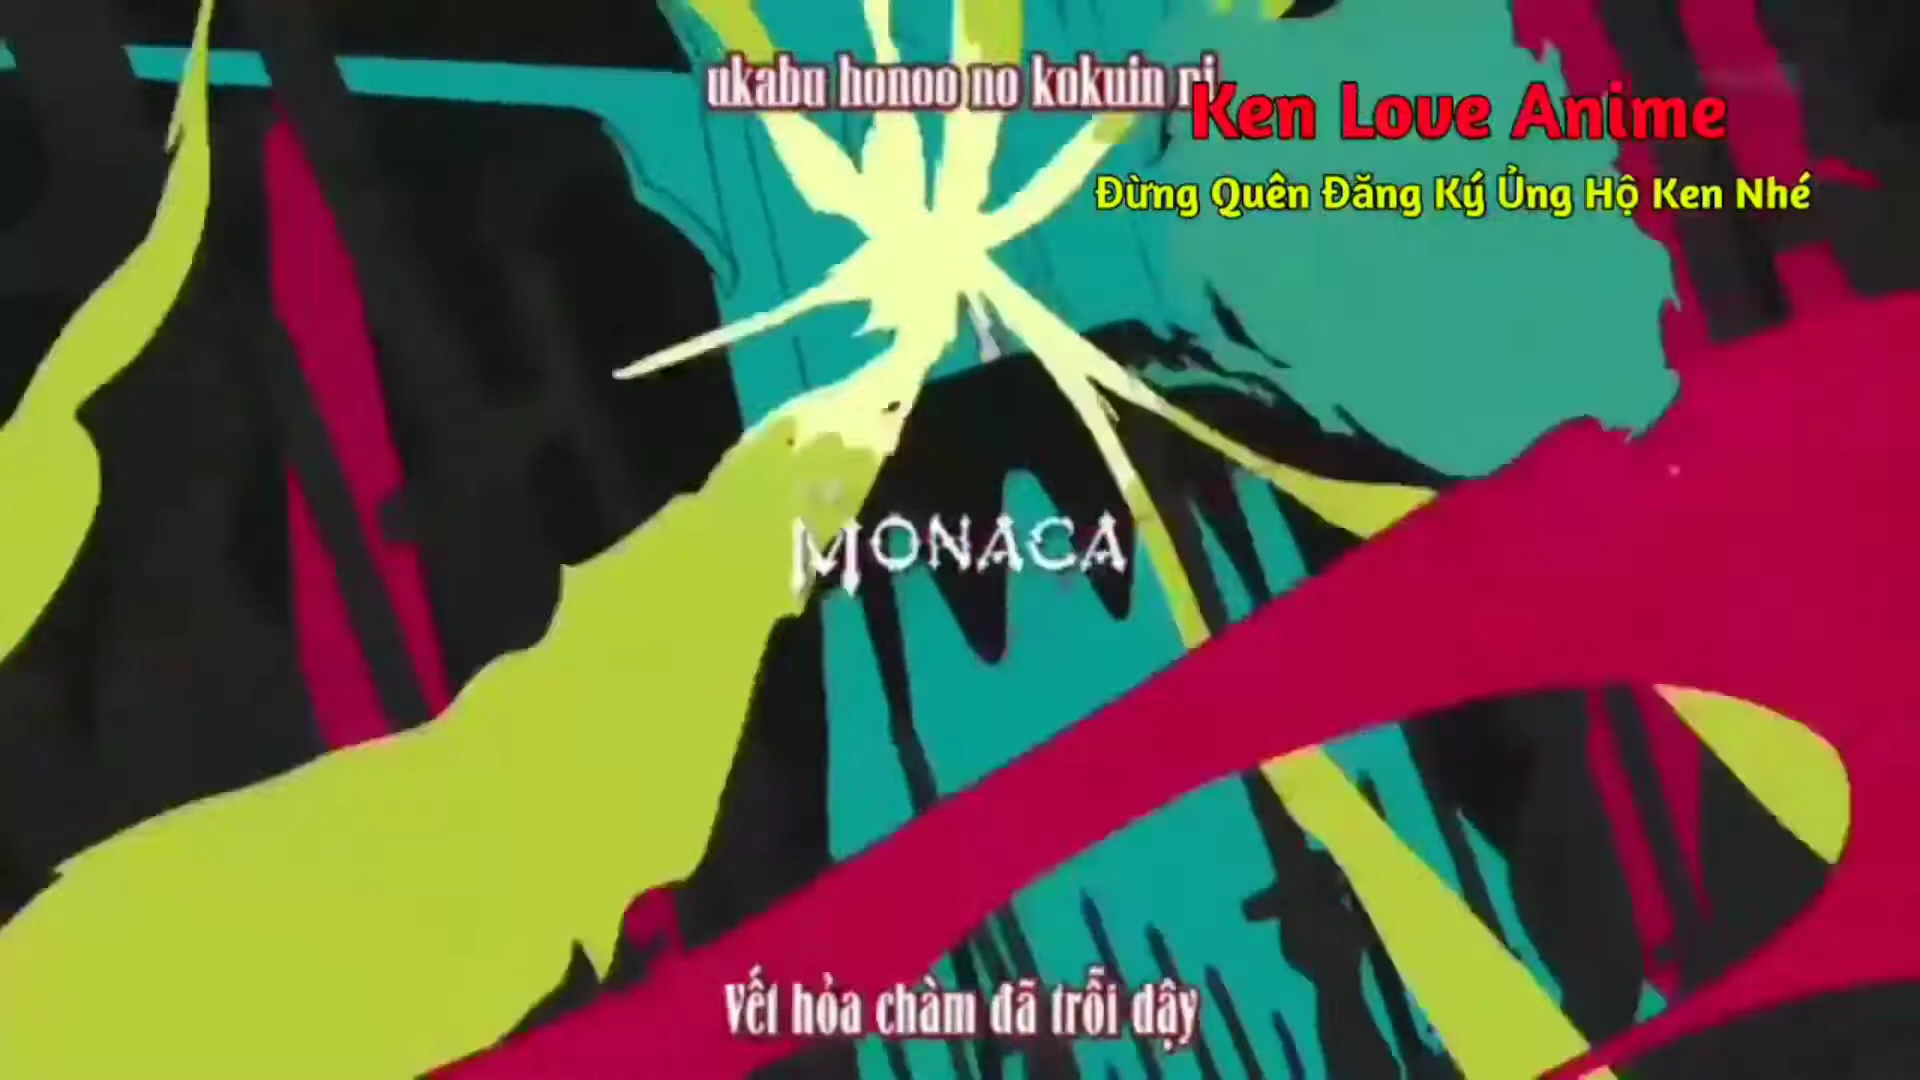 ukabu honoo no kokuin ni
Ken Love Anime
Đừng Quên Đăng Ký Ủng Hộ Ken Nhé
MONACA
Vết hỏa chàm đã trỗi dậy